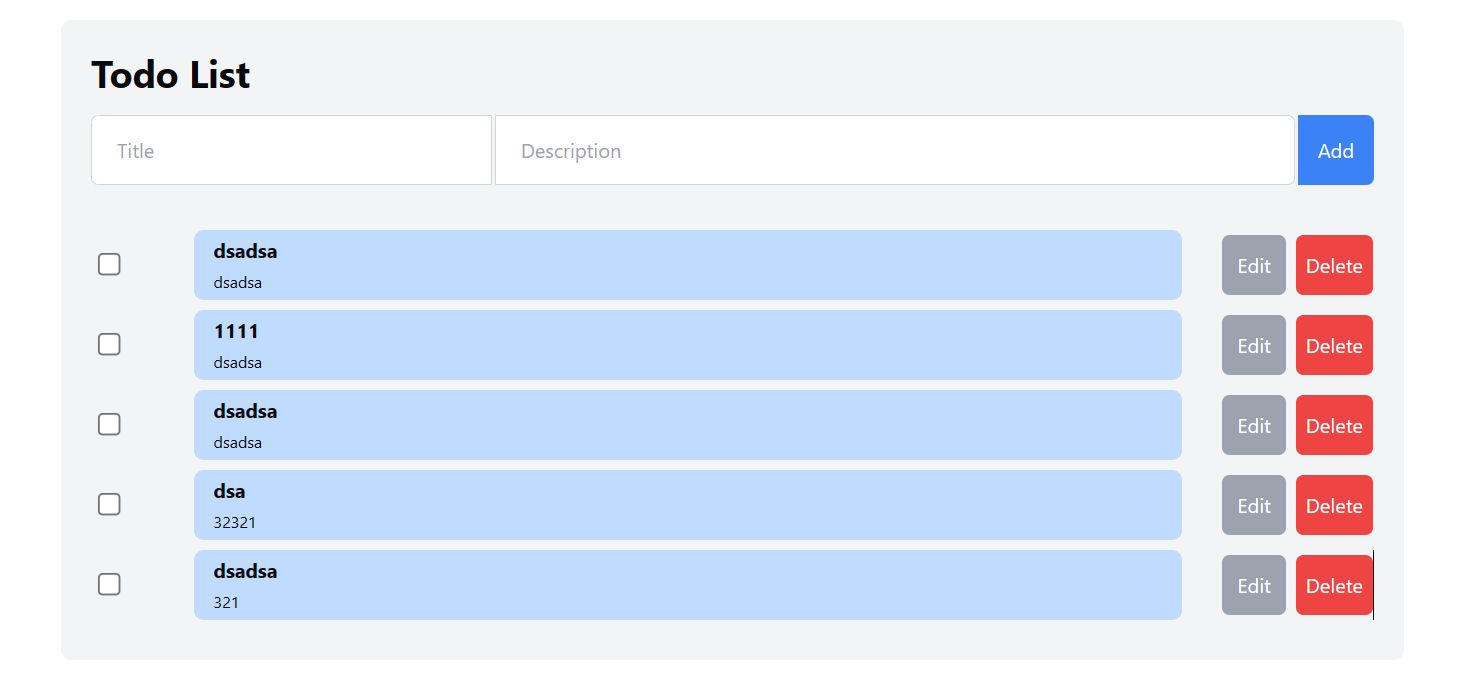 Todo List
Title Description Add
dsadsa
dsadsa
Edit Delete
1111
dsadsa
Edit Delete
dsadsa
dsadsa
Edit Delete
dsa
32321
Edit Delete
dsadsa
321
Edit Delete